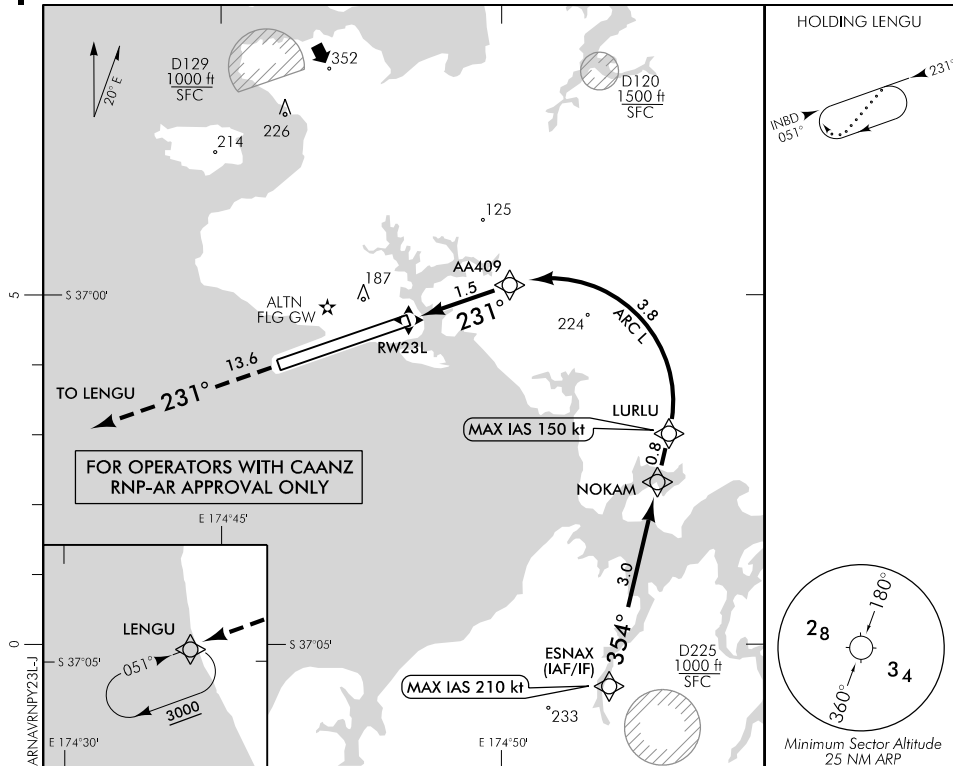 HOLDING LENGU
231°
INBD
051°
20° E
D129
1000 ft
SFC
352
226
214
D120
1500 ft
SFC
125
AA409
187
5
S 37°00'
ALTN
FLG GW
1.5
231°
224
3.8
ARC L
RW23L
13.6
TO LENGU
231°
LURLU
MAX IAS 150 kt
0.8
FOR OPERATORS WITH CAANZ
RNP-AR APPROVAL ONLY
NOKAM
E 174°45'
3.0
354°
LENGU
051°
3000
0
S 37°05'
S 37°05'
E 174°30'
ESNAX
(IAF/IF)
D225
1000 ft
SFC
MAX IAS 210 kt
233
E 174°50'
180°
28
34
360°
Minimum Sector Altitude
25 NM ARP
ARNAVRNPY23L-J